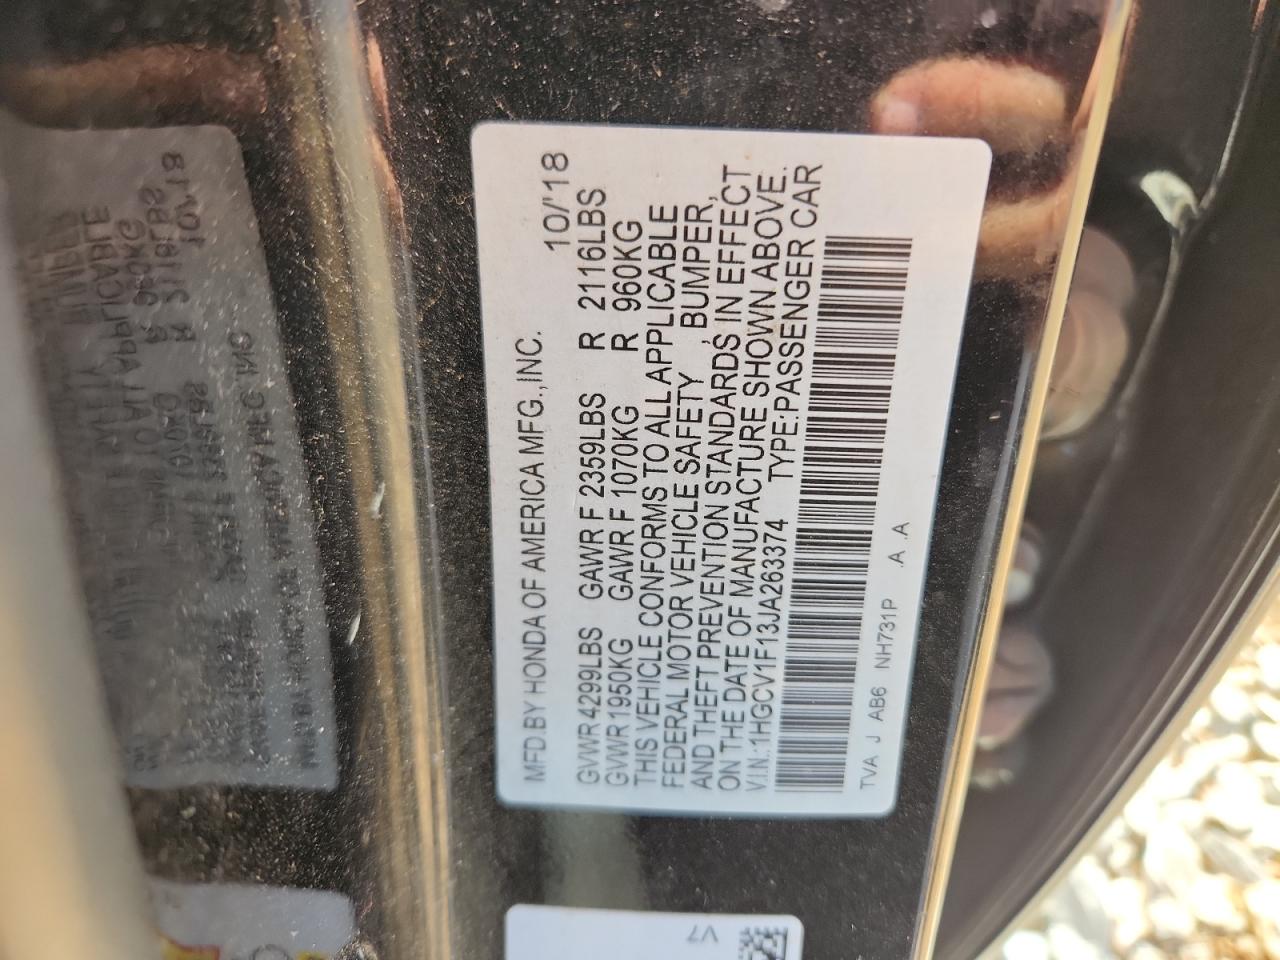 MFD.BY HONDA OF AMERICA MFG.,INC. 10/'18
GVWR 4299LBS GAWR F 2359LBS R 2116LBS
GVWR 1950KG GAWR F 1070KG R 960KG
THIS VEHICLE CONFORMS TO ALL APPLICABLE
FEDERAL MOTOR VEHICLE SAFETY , BUMPER,
AND THEFT PREVENTION STANDARDS IN EFFECT
ON THE DATE OF MANUFACTURE SHOWN ABOVE.
V.I.N.:1HGCV1F13JA263374 TYPE:PASSENGER CAR
TVA J AB6 NH731P .A .A
V7